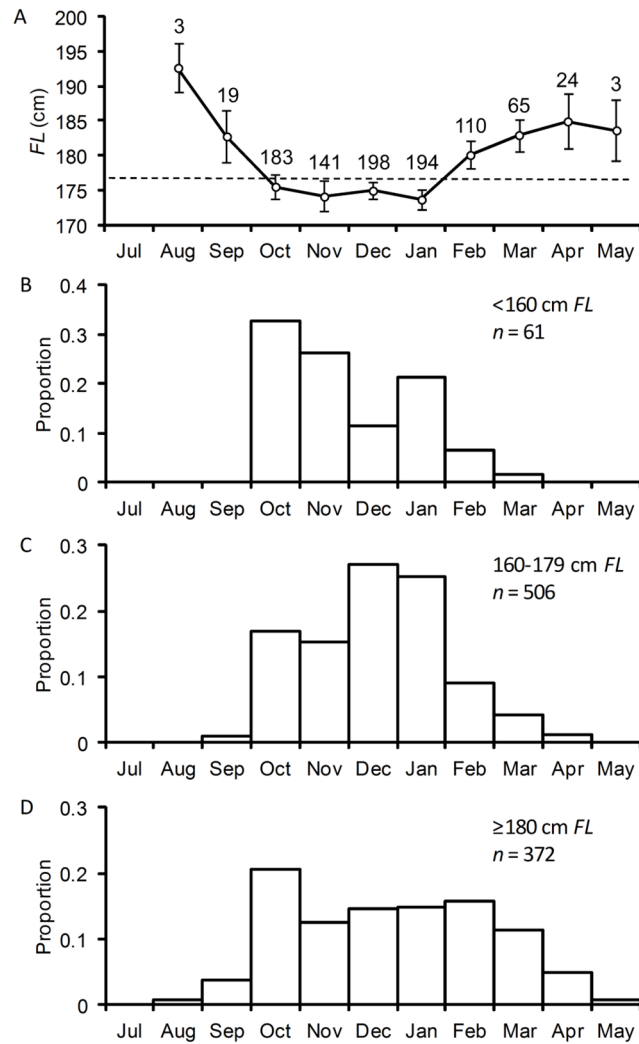 A
200
195
190
185
180
175
170
FL (cm)
3
19
183
141
198
194
110
65
24
3
Jul Aug Sep Oct Nov Dec Jan Feb Mar Apr May
B
0.4
0.3
0.2
0.1
0
Proportion
<160 cm FL
n = 61
Jul Aug Sep Oct Nov Dec Jan Feb Mar Apr May
C
0.3
0.2
0.1
0
Proportion
160-179 cm FL
n = 506
Jul Aug Sep Oct Nov Dec Jan Feb Mar Apr May
D
0.3
0.2
0.1
0
Proportion
≥180 cm FL
n = 372
Jul Aug Sep Oct Nov Dec Jan Feb Mar Apr May